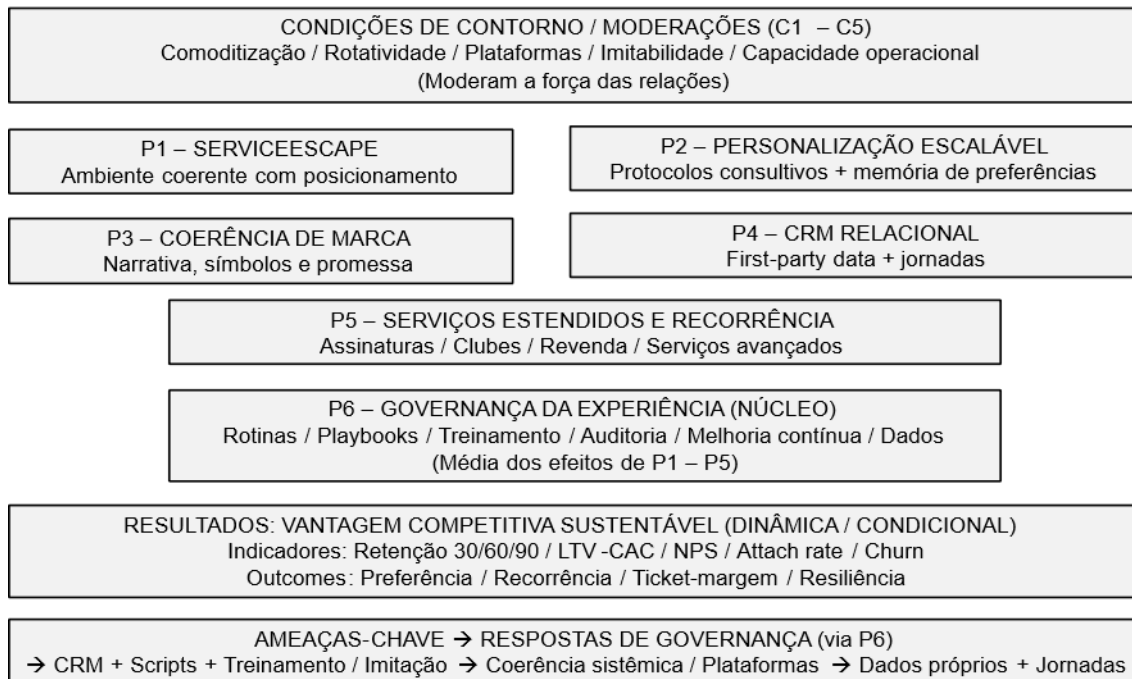 CONDIÇÕES DE CONTORNO / MODERAÇÕES (C1 – C5)
Comoditização / Rotatividade / Plataformas / Imitabilidade / Capacidade operacional
(Moderam a força das relações)
P1 – SERVICEESCAPE
Ambiente coerente com posicionamento
P2 – PERSONALIZAÇÃO ESCALÁVEL
Protocolos consultivos + memória de preferências
P3 – COERÊNCIA DE MARCA
Narrativa, símbolos e promessa
P4 – CRM RELACIONAL
First-party data + jornadas
P5 – SERVIÇOS ESTENDIDOS E RECORRÊNCIA
Assinaturas / Clubes / Revenda / Serviços avançados
P6 – GOVERNANÇA DA EXPERIÊNCIA (NÚCLEO)
Rotinas / Playbooks / Treinamento / Auditoria / Melhoria contínua / Dados
(Média dos efeitos de P1 – P5)
RESULTADOS: VANTAGEM COMPETITIVA SUSTENTÁVEL (DINÂMICA / CONDICIONAL)
Indicadores: Retenção 30/60/90 / LTV -CAC / NPS / Attach rate / Churn
Outcomes: Preferência / Recorrência / Ticket-margem / Resiliência
AMEAÇAS-CHAVE → RESPOSTAS DE GOVERNANÇA (via P6)
→ CRM + Scripts + Treinamento / Imitação → Coerência sistêmica / Plataformas → Dados próprios + Jornadas